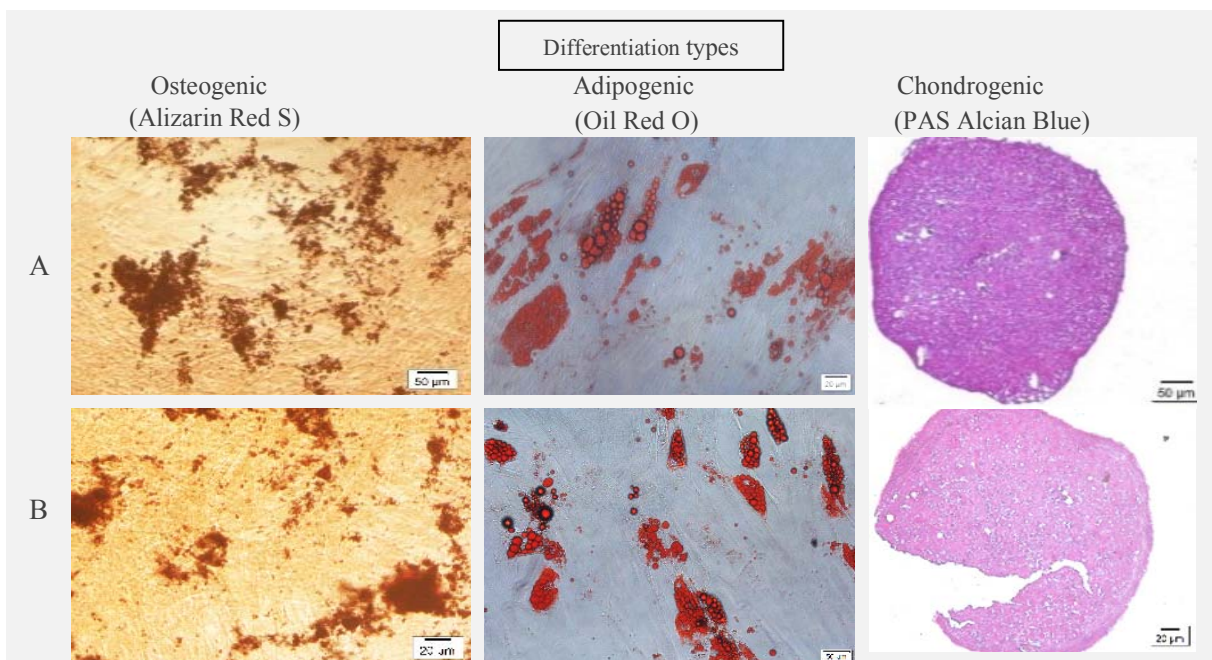 Differentiation types
Osteogenic
(Alizarin Red S)
Adipogenic
(Oil Red O)
Chondrogenic
(PAS Alcian Blue)
A
50 µm
20 µm
50 µm
B
20 µm
20 µm